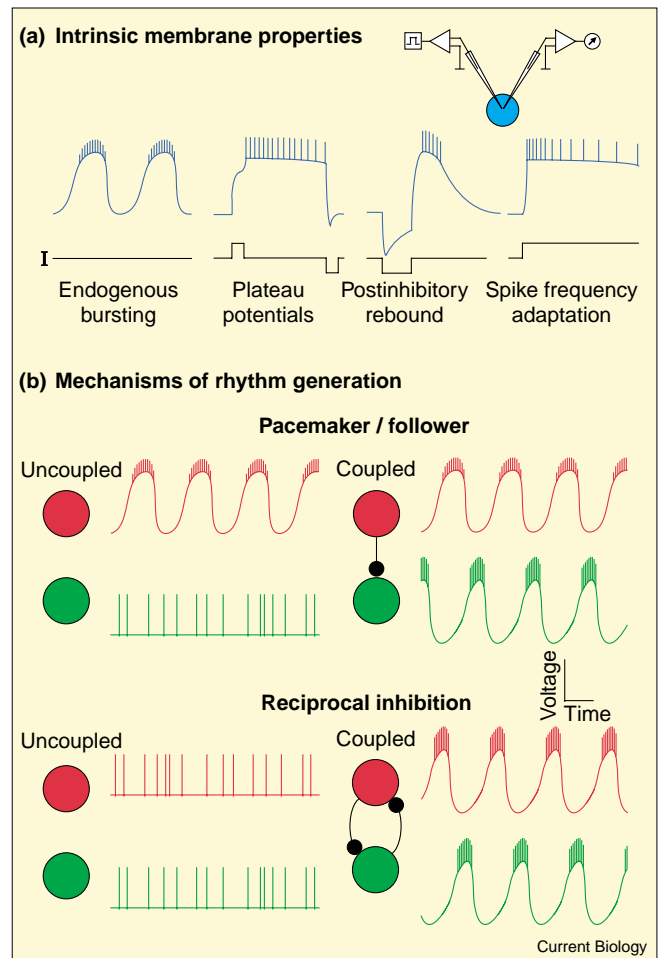 (a) Intrinsic membrane properties
I
Endogenous bursting
Plateau potentials
Postinhibitory rebound
Spike frequency adaptation
(b) Mechanisms of rhythm generation
Pacemaker / follower
Uncoupled
Coupled
Voltage
Time
Reciprocal inhibition
Uncoupled
Coupled
Current Biology